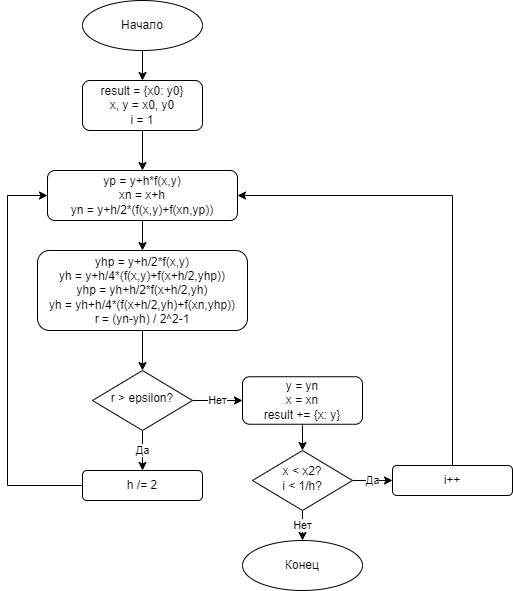 Начало
result = {x0: y0}
x, y = x0, y0
i = 1
yp = y+h*f(x,y)
xn = x+h
yn = y+h/2*(f(x,y)+f(xn,yp))
yhp = y+h/2*f(x,y)
yh = y+h/4*(f(x,y)+f(x+h/2,yhp))
yhp = yh+h/2*f(x+h/2,yh)
yh = yh+h/4*(f(x+h/2,yh)+f(xn,yhp))
r = (yn-yh) / 2^2-1
r > epsilon?
Нет
y = yn
x = xn
result += {x: y}
Да
h /= 2
x < x2?
i < 1/h?
Да
i++
Нет
Конец